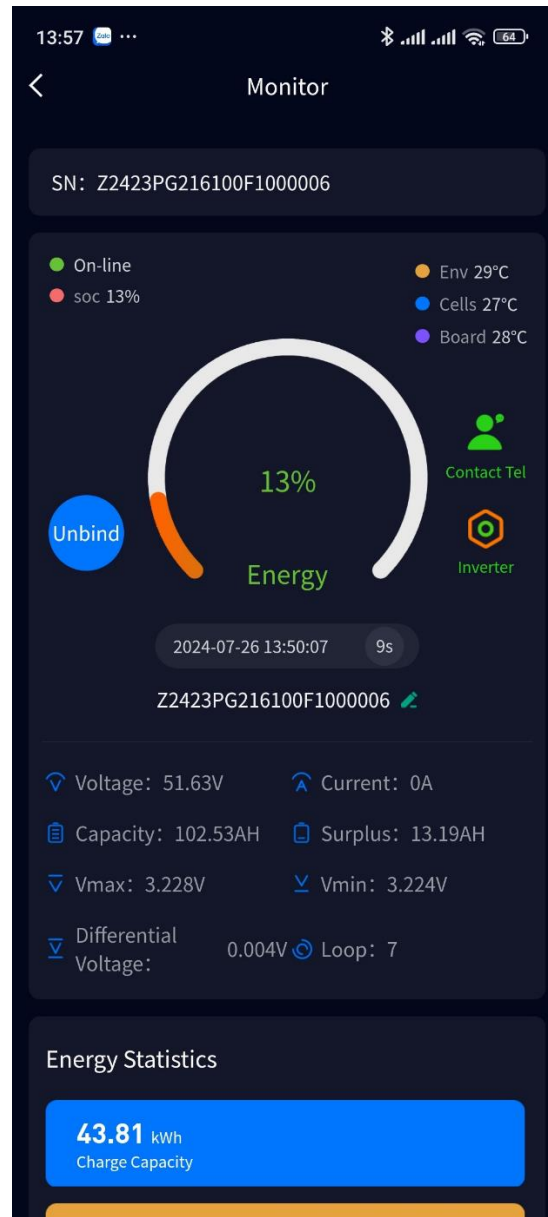 13:57 Zalo ··· 64
Monitor
SN: Z2423PG216100F1000006
On-line
soc 13%
Env 29°C
Cells 27°C
Board 28°C
13%
Energy
Contact Tel
Unbind
Inverter
2024-07-26 13:50:07 9s
Z2423PG216100F1000006
Voltage: 51.63V Current: 0A
Capacity: 102.53AH Surplus: 13.19AH
Vmax: 3.228V Vmin: 3.224V
Differential
Voltage: 0.004V Loop: 7
Energy Statistics
43.81 kWh
Charge Capacity